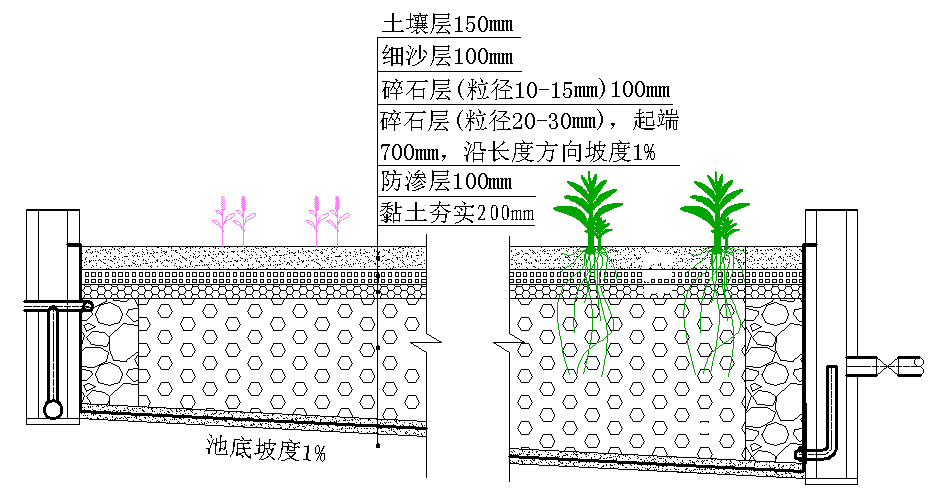 土壤层150mm
细沙层100mm
碎石层(粒径10-15mm)100mm
碎石层(粒径20-30mm)，起端
700mm，沿长度方向坡度1%
防渗层100mm
黏土夯实200mm
池底坡度1%